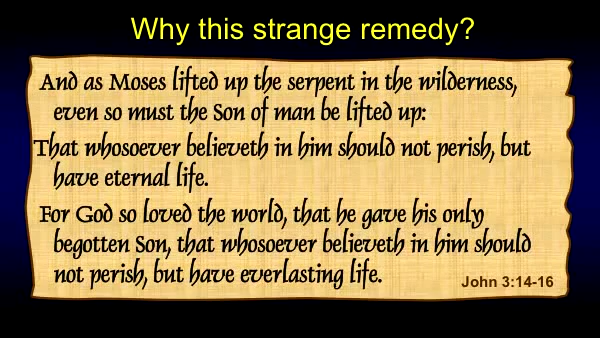 Why this strange remedy?
And as Moses lifted up the serpent in the wilderness,
even so must the Son of man be lifted up:
That whosoever believeth in him should not perish, but
have eternal life.
For God so loved the world, that he gave his only
begotten Son, that whosoever believeth in him should
not perish, but have everlasting life.
John 3:14-16